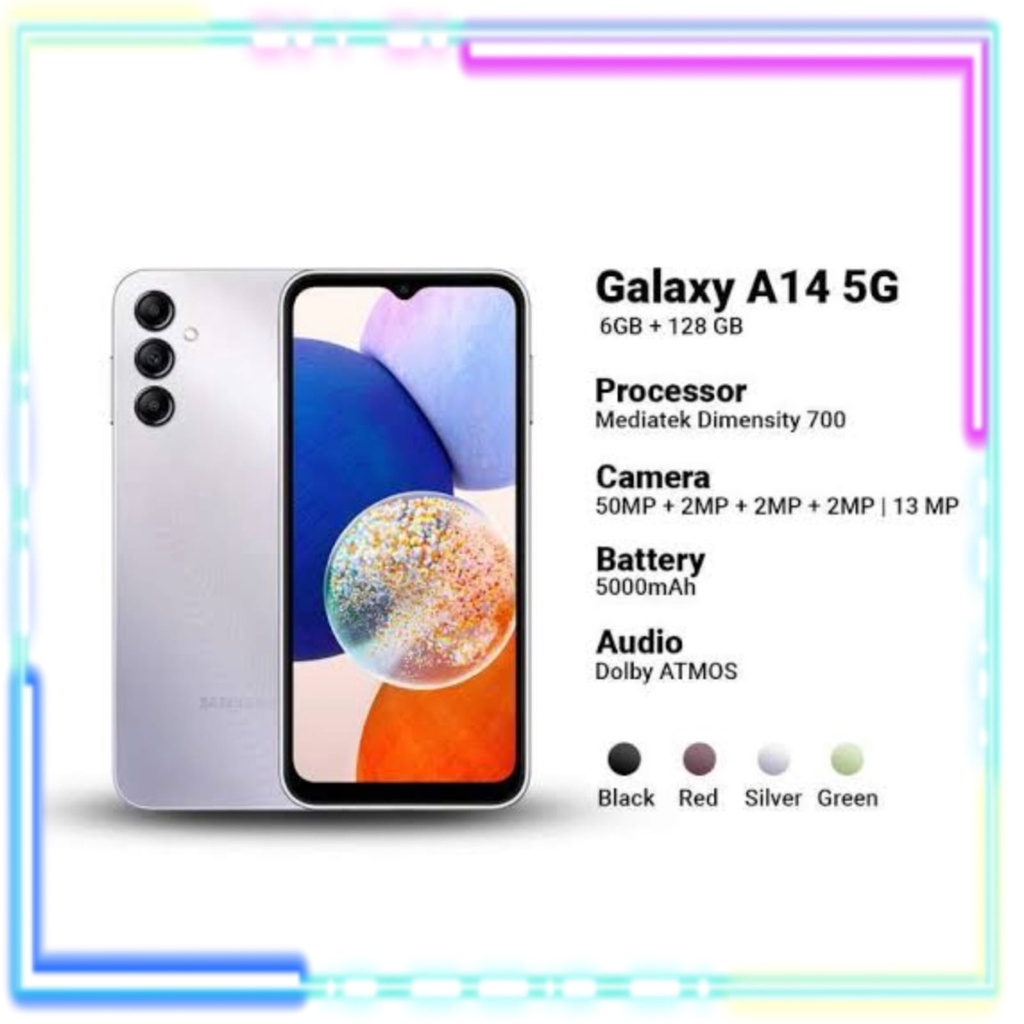 Galaxy A14 5G
6GB + 128 GB
Processor
Mediatek Dimensity 700
Camera
50MP + 2MP + 2MP + 2MP | 13 MP
Battery
5000mAh
Audio
Dolby ATMOS
Black Red Silver Green
SAMSUNG